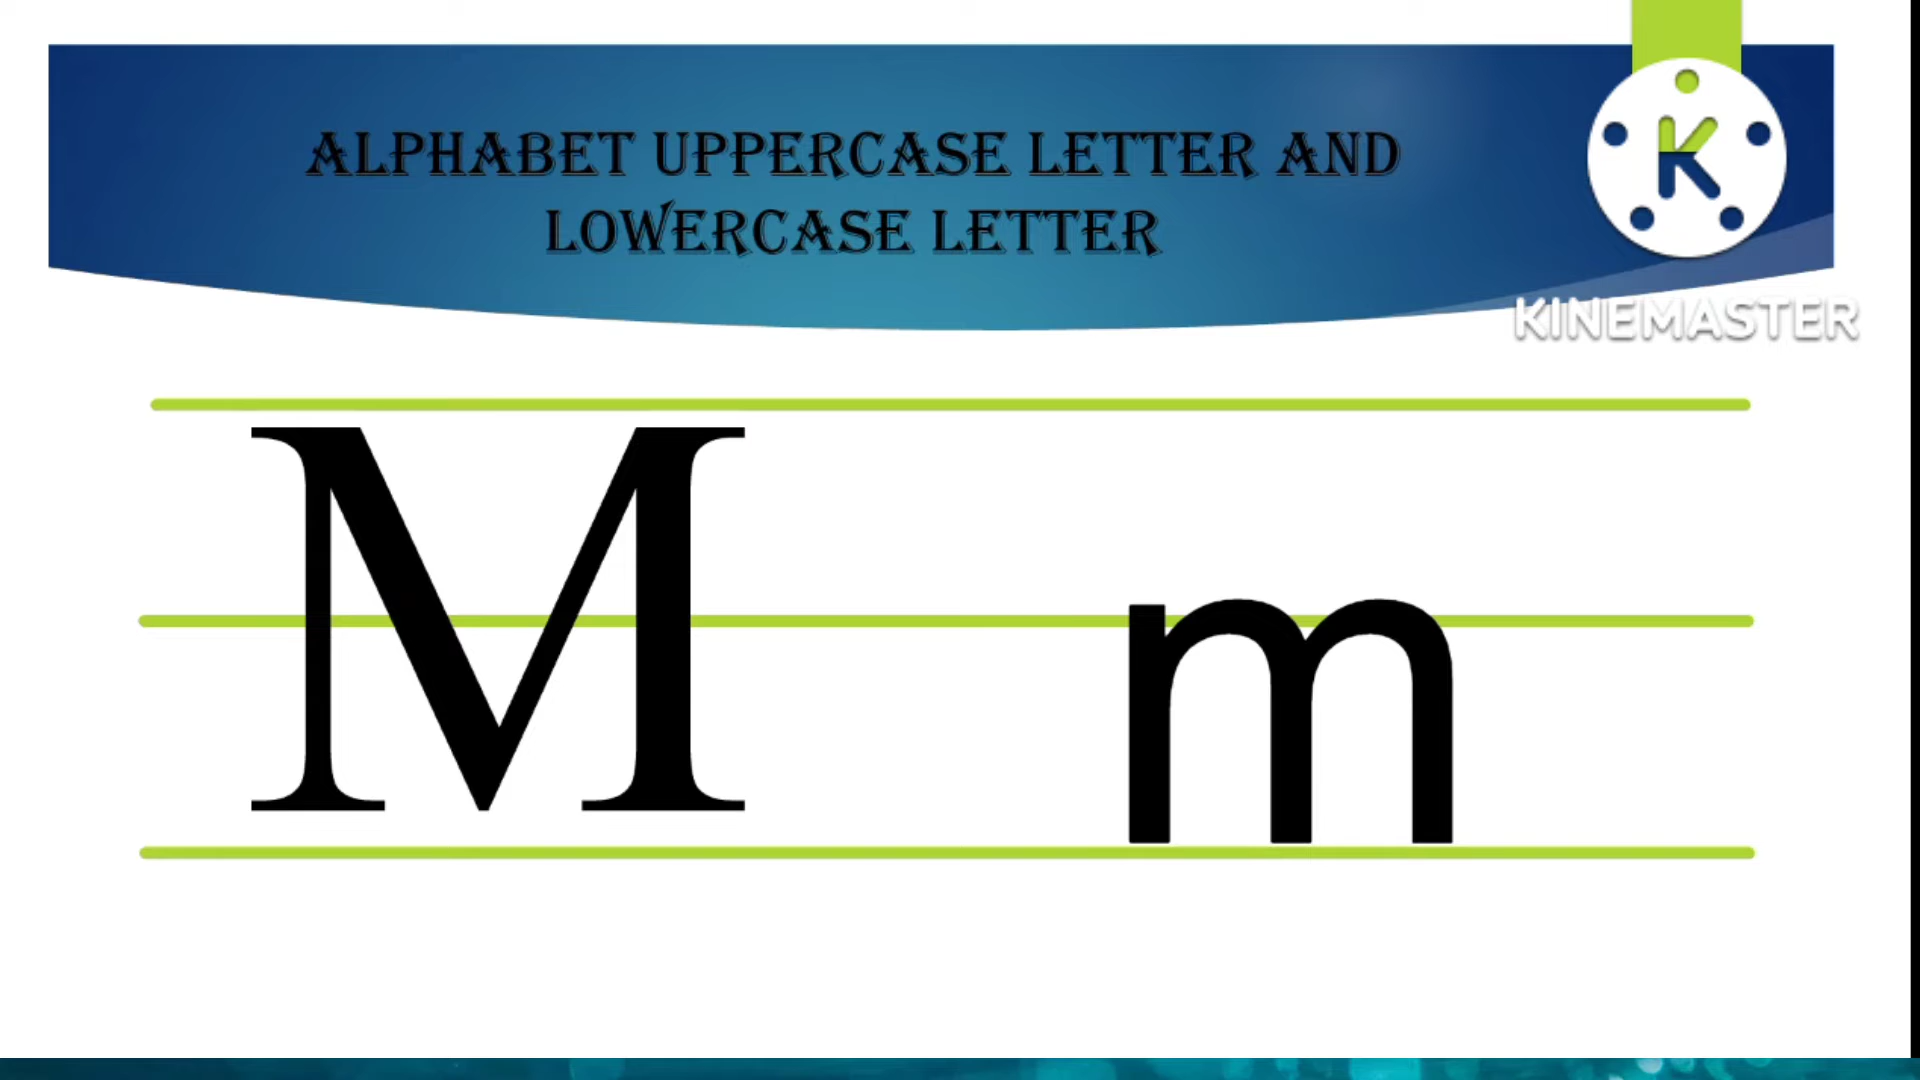 ALPHABET UPPERCASE LETTER AND
LOWERCASE LETTER
K
KINEMASTER
M m